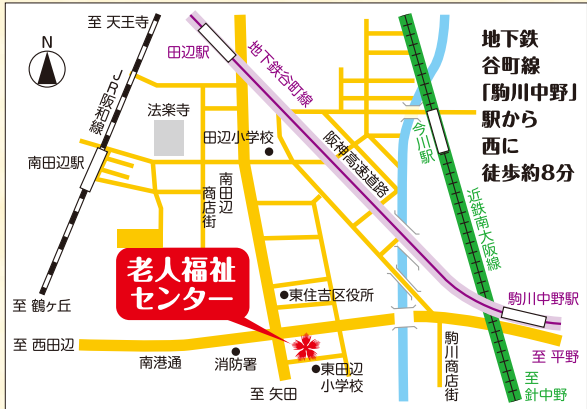 至 天王寺
N
JR阪和線
法楽寺
南田辺駅
至 鶴ヶ丘
田辺駅
地下鉄谷町線
田辺小学校
南田辺
商店街
阪神高速道路
今川駅
近鉄南大阪線
地下鉄
谷町線
「駒川中野」
駅から
西に
徒歩約8分
老人福祉
センター
東住吉区役所
駒川中野駅
至 西田辺
南港通
消防署
至 矢田
東田辺
小学校
駒川商店街
至 平野
至
針中野